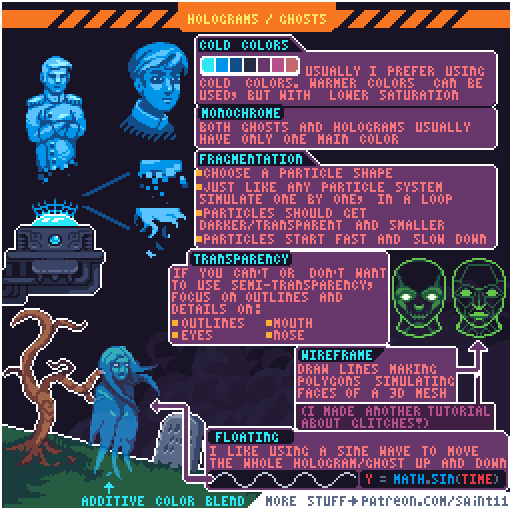 HOLOGRAMS / GHOSTS
COLD COLORS
USUALLY I PREFER USING
COLD COLORS. WARMER COLORS CAN BE
USED, BUT WITH LOWER SATURATION
MONOCHROME
BOTH GHOSTS AND HOLOGRAMS USUALLY
HAVE ONLY ONE MAIN COLOR
FRAGMENTATION
CHOOSE A PARTICLE SHAPE
JUST LIKE ANY PARTICLE SYSTEM
SIMULATE ONE BY ONE, IN A LOOP
PARTICLES SHOULD GET
DARKER/TRANSPARENT AND SMALLER
PARTICLES START FAST AND SLOW DOWN
TRANSPARENCY
IF YOU CAN'T OR DON'T WANT
TO USE SEMI-TRANSPARENCY,
FOCUS ON OUTLINES AND
DETAILS ON:
OUTLINES MOUTH
EYES NOSE
WIREFRAME
DRAW LINES MAKING
POLYGONS SIMULATING
FACES OF A 3D MESH
(I MADE ANOTHER TUTORIAL
ABOUT GLITCHES?)
FLOATING
I LIKE USING A SINE WAVE TO MOVE
THE WHOLE HOLOGRAM/GHOST UP AND DOWN
Y = MATH.SIN(TIME)
ADDITIVE COLOR BLEND
MORE STUFF→PATREON.COM/SAINT11